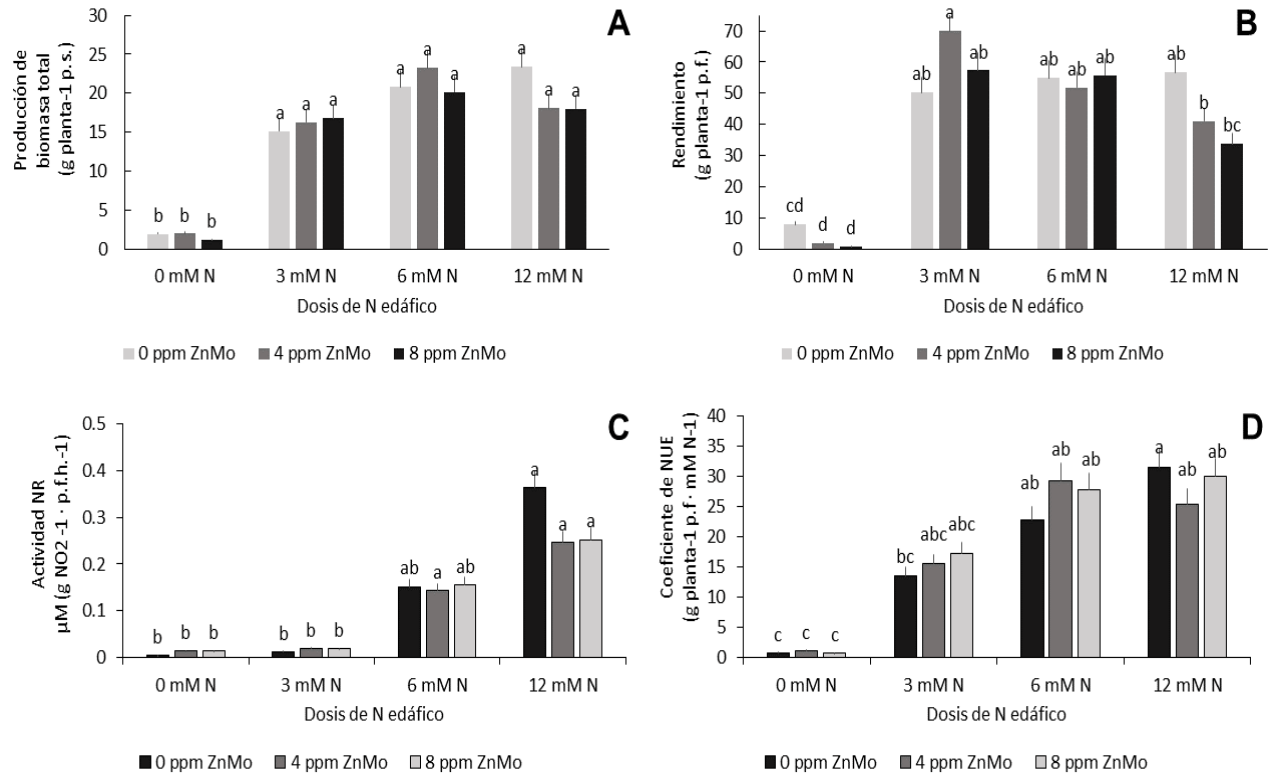 A
Producción de
biomasa total
(g planta-1 p.s.)
30
25
20
15
10
5
0
b b b
a a a
a a a
a a a
0 mM N 3 mM N 6 mM N 12 mM N
Dosis de N edáfico
0 ppm ZnMo 4 ppm ZnMo 8 ppm ZnMo
B
Rendimiento
(g planta-1 p.f.)
70
60
50
40
30
20
10
0
cd d d
ab a ab
ab ab ab
ab b bc
0 mM N 3 mM N 6 mM N 12 mM N
Dosis de N edáfico
0 ppm ZnMo 4 ppm ZnMo 8 ppm ZnMo
C
Actividad NR
µM (g NO2 -1 · p.f.h.-1)
0.5
0.4
0.3
0.2
0.1
0
b b b
b b b
ab a ab
a a a
0 mM N 3 mM N 6 mM N 12 mM N
Dosis de N edáfico
0 ppm ZnMo 4 ppm ZnMo 8 ppm ZnMo
D
Coeficiente de NUE
(g planta-1 p.f · mM N-1)
40
35
30
25
20
15
10
5
0
c c c
bc abc abc
ab ab ab
a ab ab
0 mM N 3 mM N 6 mM N 12 mM N
Dosis de N edáfico
0 ppm ZnMo 4 ppm ZnMo 8 ppm ZnMo